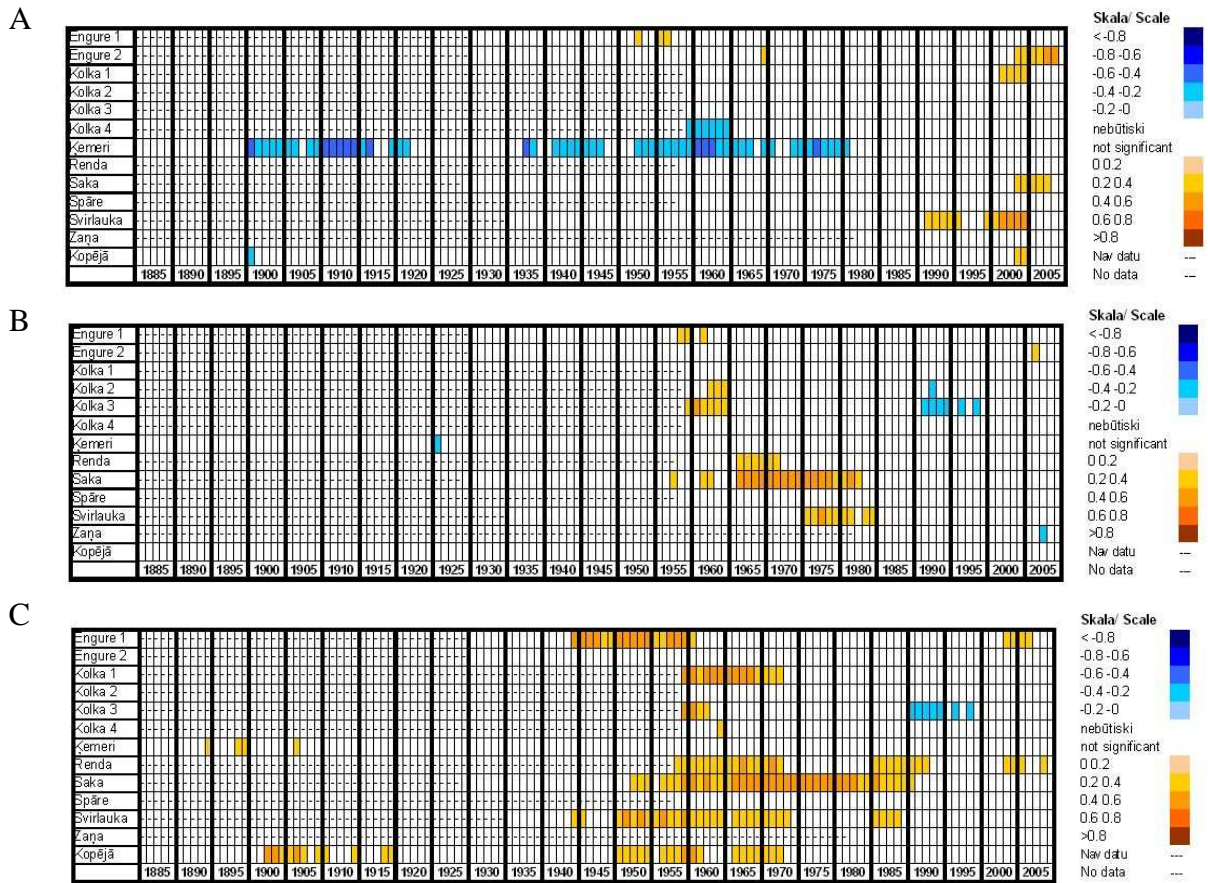 A
Engure 1
Engure 2
Kolka 1
Kolka 2
Kolka 3
Kolka 4
Ķemeri
Renda
Saka
Spāre
Svirlauka
Zaņa
Kopējā
1885 1890 1895 1900 1905 1910 1915 1920 1925 1930 1935 1940 1945 1950 1955 1960 1965 1970 1975 1980 1985 1990 1995 2000 2005
Skala/ Scale
< -0.8
-0.8 -0.6
-0.6 -0.4
-0.4 -0.2
-0.2 -0
nebūtiski
not significant
0 0.2
0.2 0.4
0.4 0.6
0.6 0.8
>0.8
Nav datu ---
No data ---
B
Engure 1
Engure 2
Kolka 1
Kolka 2
Kolka 3
Kolka 4
Ķemeri
Renda
Saka
Spāre
Svirlauka
Zaņa
Kopējā
1885 1890 1895 1900 1905 1910 1915 1920 1925 1930 1935 1940 1945 1950 1955 1960 1965 1970 1975 1980 1985 1990 1995 2000 2005
Skala/ Scale
< -0.8
-0.8 -0.6
-0.6 -0.4
-0.4 -0.2
-0.2 -0
nebūtiski
not significant
0 0.2
0.2 0.4
0.4 0.6
0.6 0.8
>0.8
Nav datu ---
No data ---
C
Engure 1
Engure 2
Kolka 1
Kolka 2
Kolka 3
Kolka 4
Ķemeri
Renda
Saka
Spāre
Svirlauka
Zaņa
Kopējā
1885 1890 1895 1900 1905 1910 1915 1920 1925 1930 1935 1940 1945 1950 1955 1960 1965 1970 1975 1980 1985 1990 1995 2000 2005
Skala/ Scale
< -0.8
-0.8 -0.6
-0.6 -0.4
-0.4 -0.2
-0.2 -0
nebūtiski
not significant
0 0.2
0.2 0.4
0.4 0.6
0.6 0.8
>0.8
Nav datu ---
No data ---